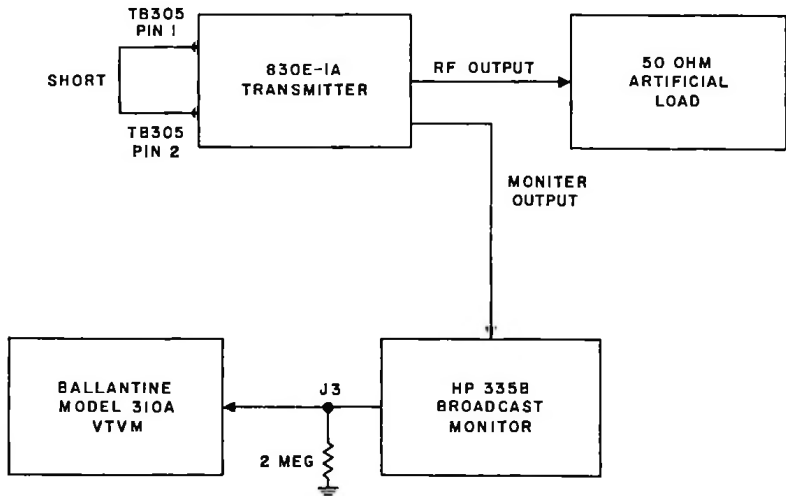 TB305
PIN 1
SHORT
TB305
PIN 2
830E-1A
TRANSMITTER
RF OUTPUT
50 OHM
ARTIFICIAL
LOAD
MONITER
OUTPUT
BALLANTINE
MODEL 310A
VTVM
J3
2 MEG
HP 335B
BROADCAST
MONITOR